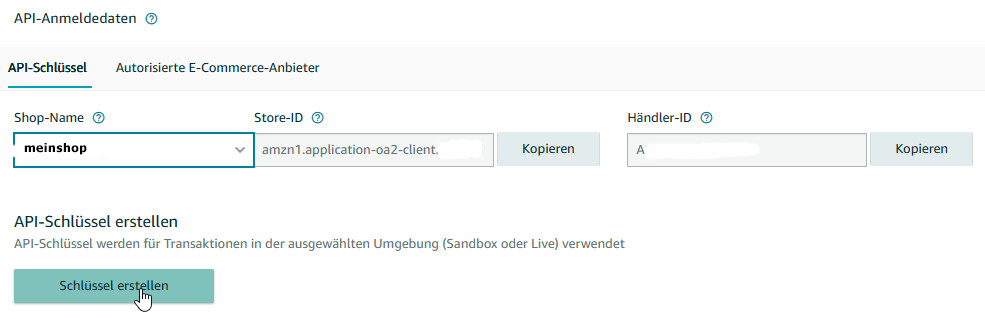 API-Anmeldedaten
API-Schlüssel Autorisierte E-Commerce-Anbieter
Shop-Name Store-ID Händler-ID
meinshop amzn1.application-oa2-client. Kopieren A Kopieren
API-Schlüssel erstellen
API-Schlüssel werden für Transaktionen in der ausgewählten Umgebung (Sandbox oder Live) verwendet
Schlüssel erstellen